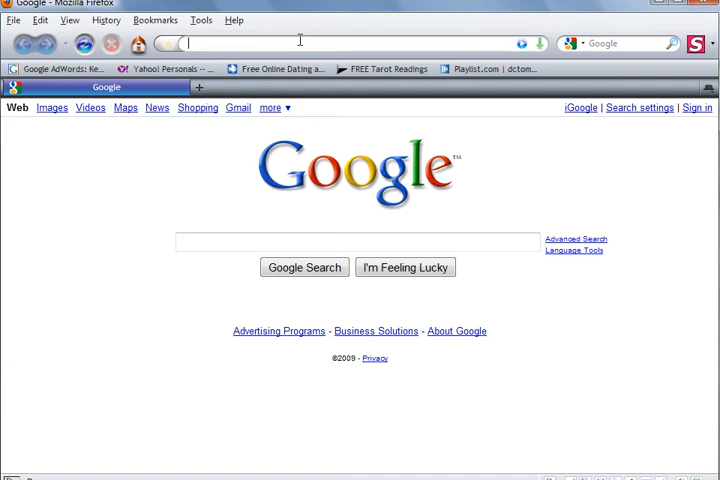 Google - Mozilla Firefox
File Edit View History Bookmarks Tools Help
Google S
Google AdWords: Ke... Yahoo! Personals -- ... Free Online Dating a... FREE Tarot Readings Playlist.com | dctom...
Google
Web Images Videos Maps News Shopping Gmail more ▼ iGoogle | Search settings | Sign in
Google™
Advanced Search
Language Tools
Google Search I'm Feeling Lucky
Advertising Programs - Business Solutions - About Google
©2009 - Privacy